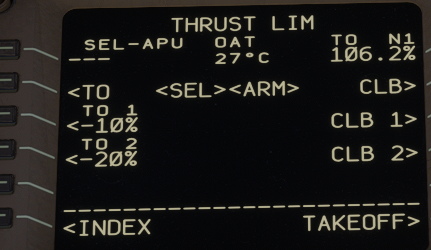 THRUST LIM
SEL-APU OAT TO N1
--- 27°C 106.2%
<TO <SEL><ARM> CLB>
TO 1
<-10% CLB 1>
TO 2
<-20% CLB 2>
--------------------------------
<INDEX TAKEOFF>